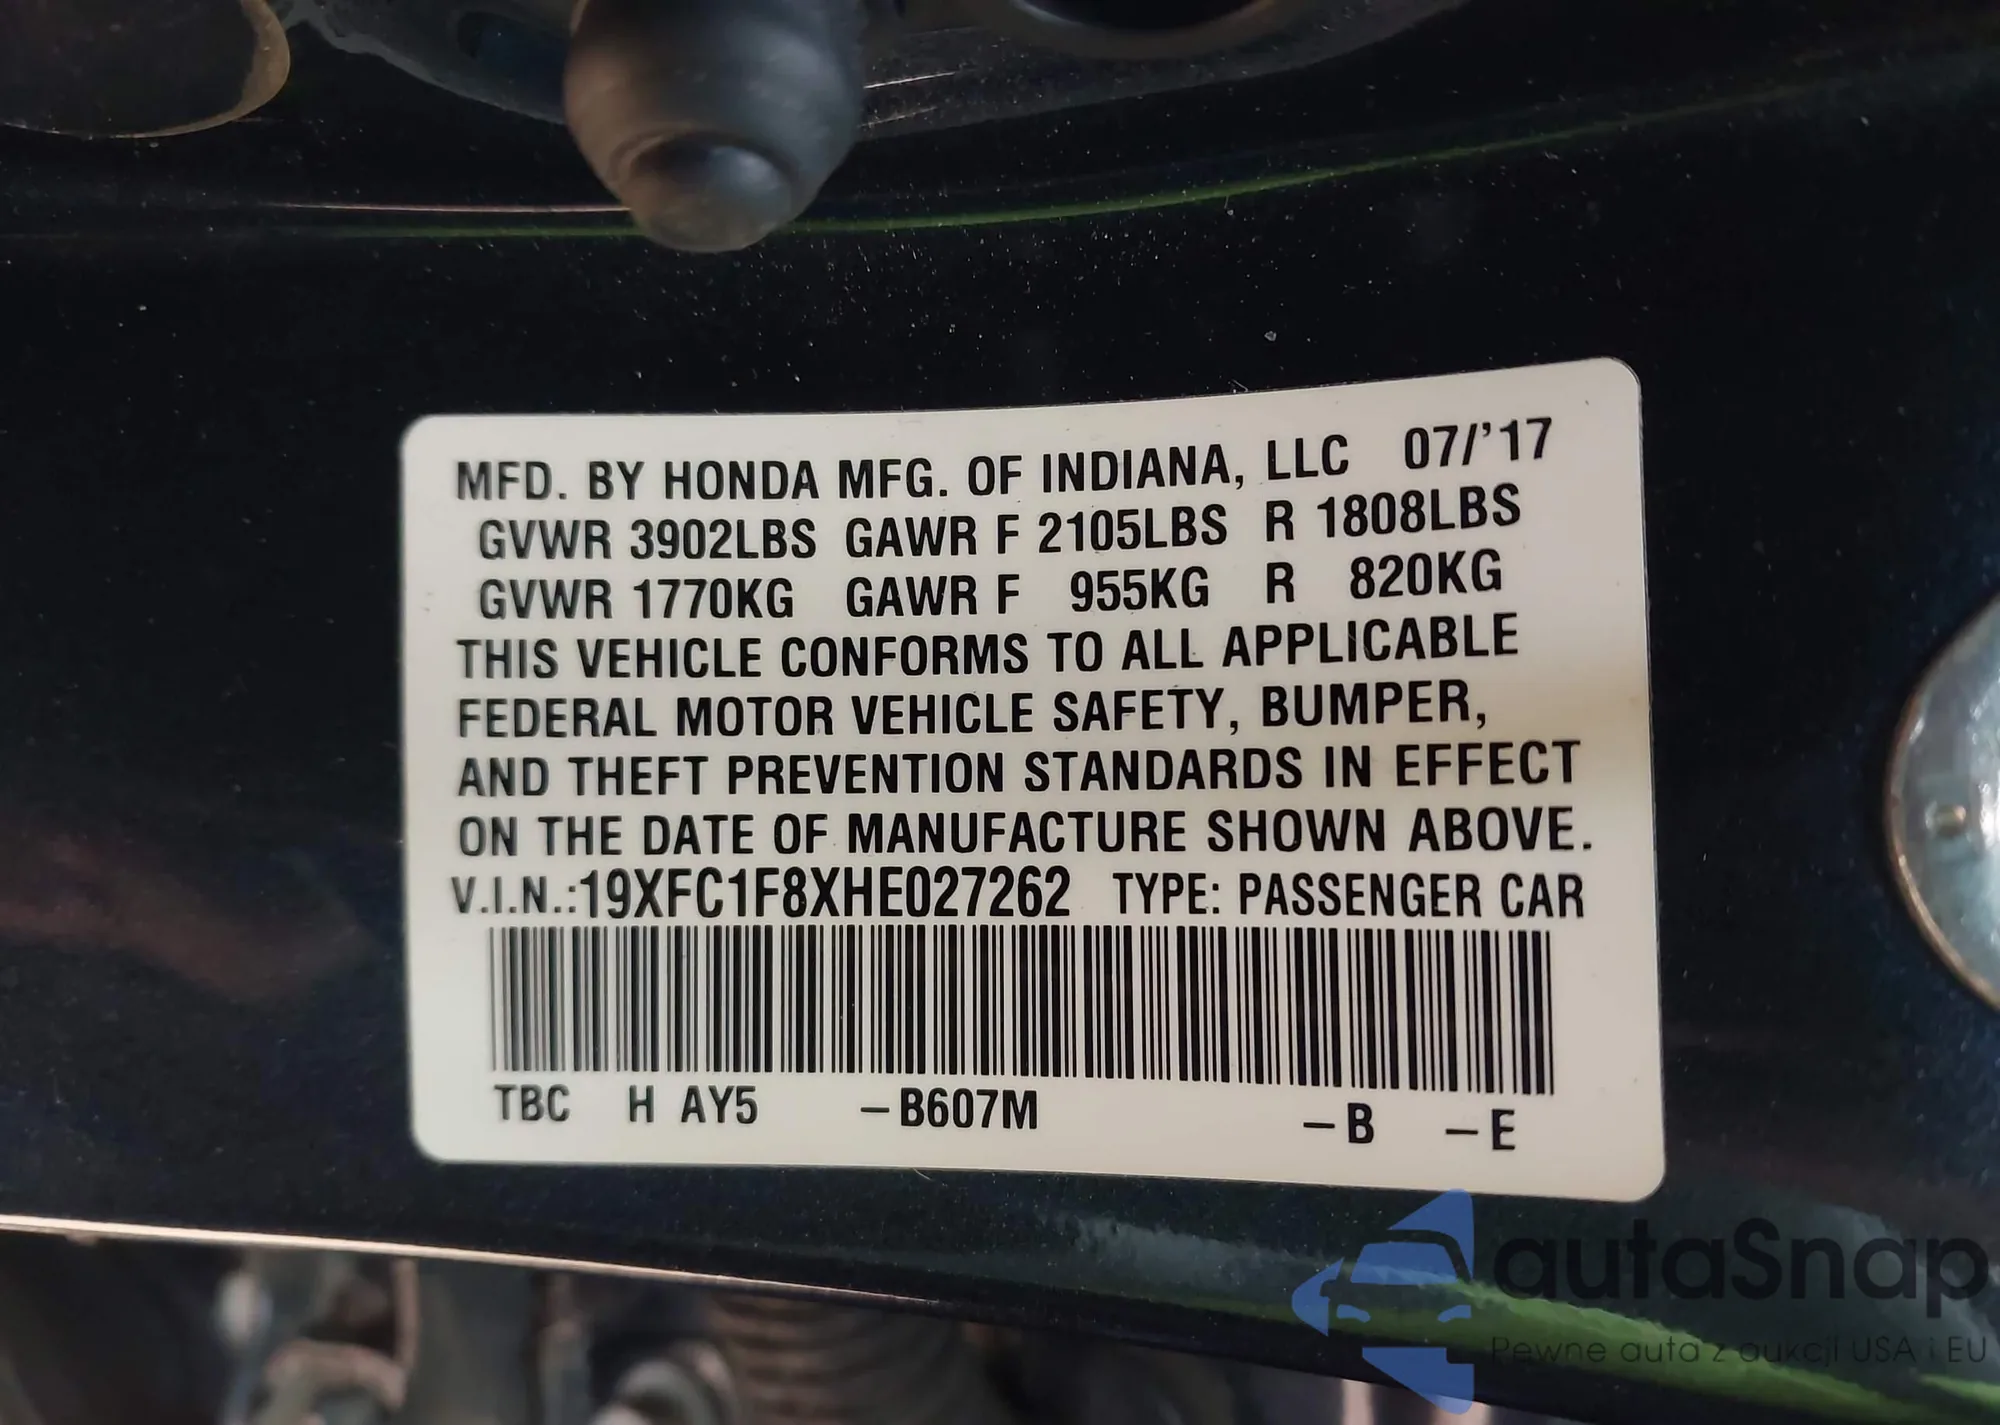 MFD. BY HONDA MFG. OF INDIANA, LLC 07/'17
GVWR 3902LBS GAWR F 2105LBS R 1808LBS
GVWR 1770KG GAWR F 955KG R 820KG
THIS VEHICLE CONFORMS TO ALL APPLICABLE
FEDERAL MOTOR VEHICLE SAFETY, BUMPER,
AND THEFT PREVENTION STANDARDS IN EFFECT
ON THE DATE OF MANUFACTURE SHOWN ABOVE.
V.I.N.:19XFC1F8XHE027262 TYPE: PASSENGER CAR
TBC H AY5 –B607M –B –E
autaSnap
Pewne auta z aukcji USA i EU